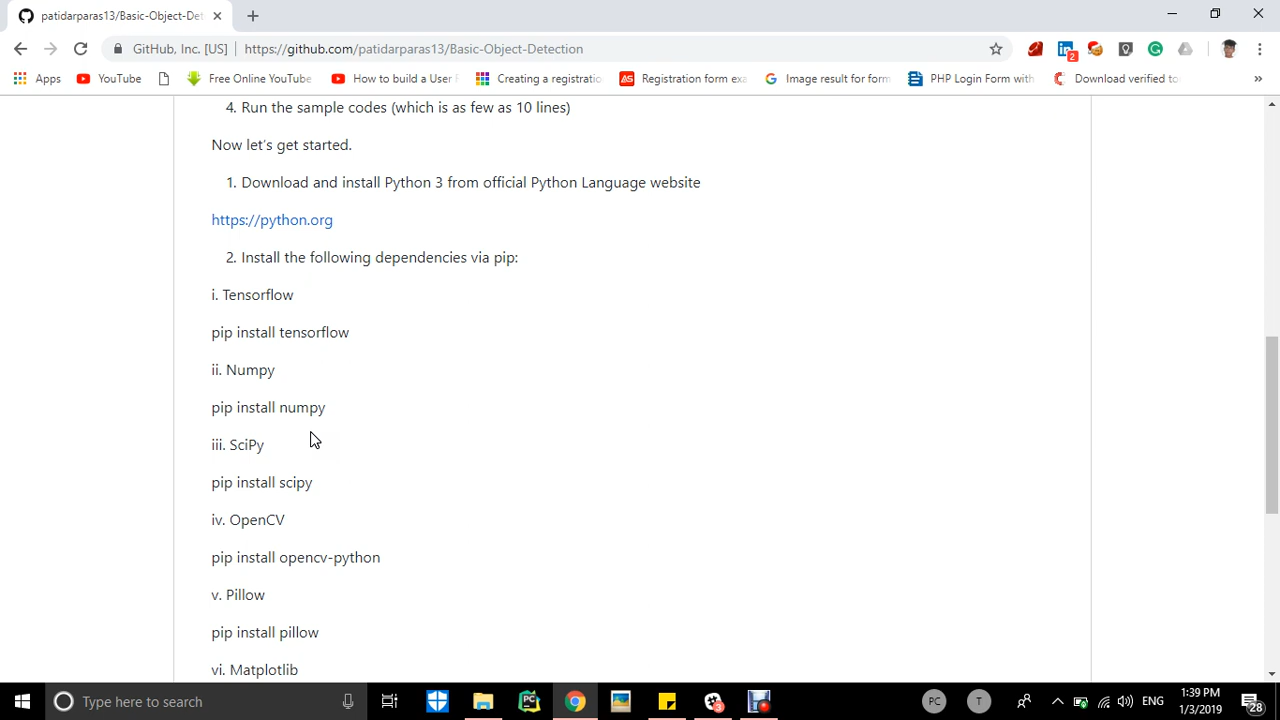 patidarparas13/Basic-Object-Det
GitHub, Inc. [US] | https://github.com/patidarparas13/Basic-Object-Detection
2
Apps YouTube Free Online YouTube How to build a User Creating a registratio Registration form exa Image result for form PHP Login Form with Download verified to
4. Run the sample codes (which is as few as 10 lines)
Now let's get started.
1. Download and install Python 3 from official Python Language website
https://python.org
2. Install the following dependencies via pip:
i. Tensorflow
pip install tensorflow
ii. Numpy
pip install numpy
iii. SciPy
pip install scipy
iv. OpenCV
pip install opencv-python
v. Pillow
pip install pillow
vi. Matplotlib
Type here to search
PC
3
PC T
ENG
1:39 PM
1/3/2019
28